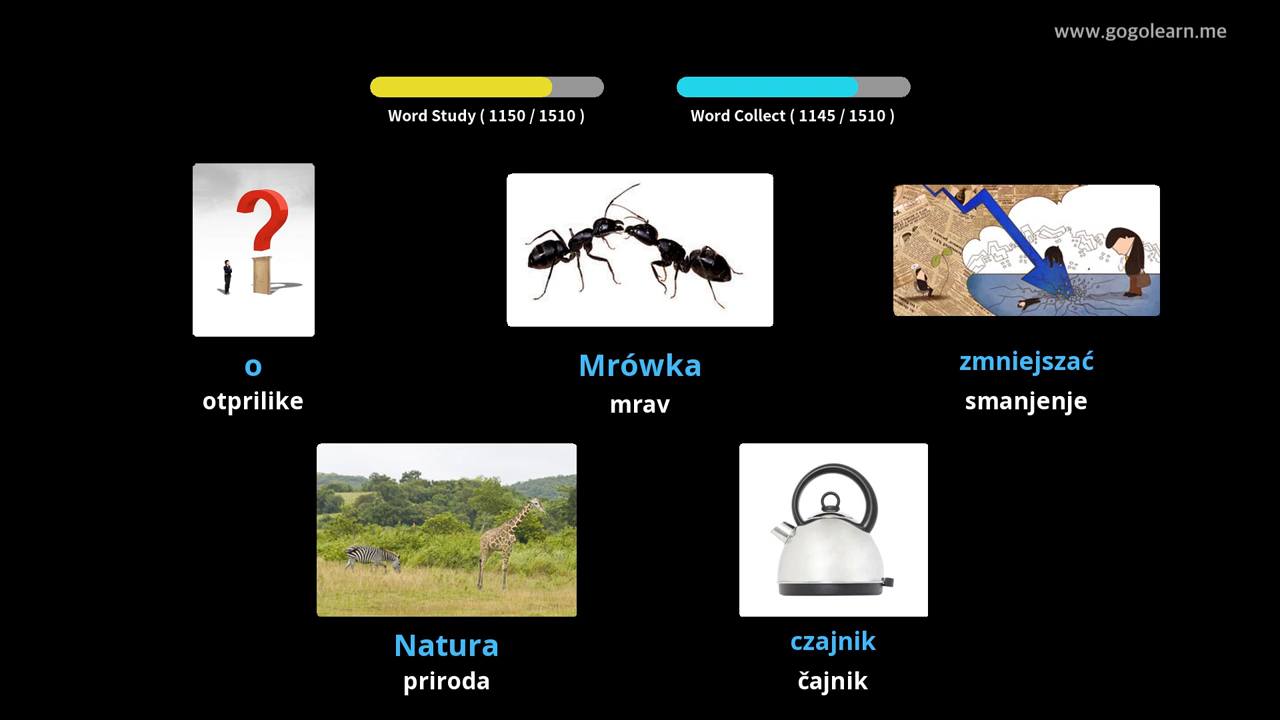 www.gogolearn.me
Word Study ( 1150 / 1510 )
Word Collect ( 1145 / 1510 )
o
otprilike
Mrówka
mrav
zmniejszać
smanjenje
Natura
priroda
czajnik
čajnik